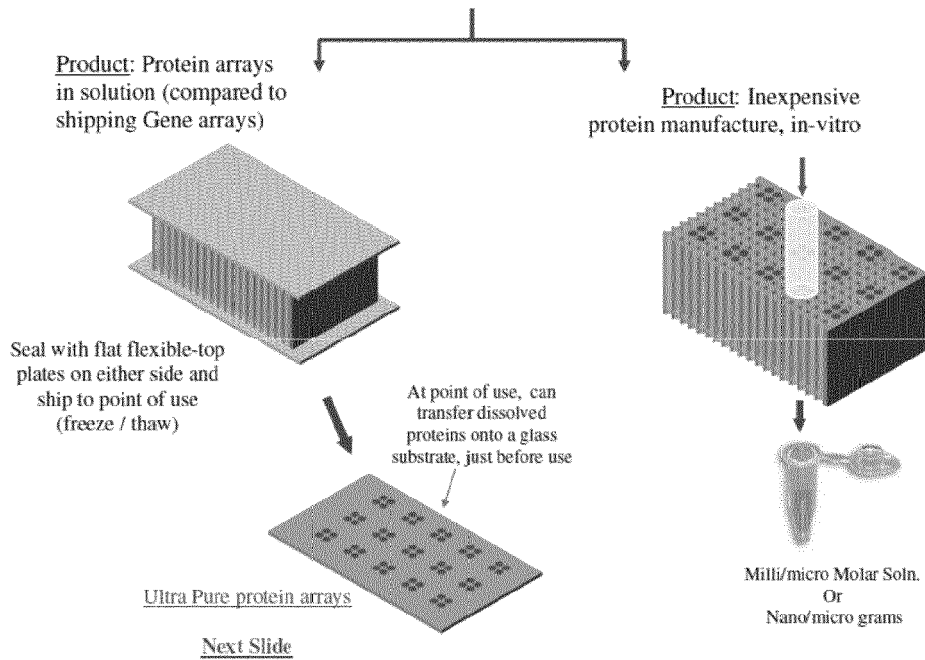 Product: Protein arrays
in solution (compared to
shipping Gene arrays)
Product: Inexpensive
protein manufacture, in-vitro
Seal with flat flexible-top
plates on either side and
ship to point of use
(freeze / thaw)
At point of use, can
transfer dissolved
proteins onto a glass
substrate, just before use
Ultra Pure protein arrays
Next Slide
Milli/micro Molar Soln.
Or
Nano/micro grams